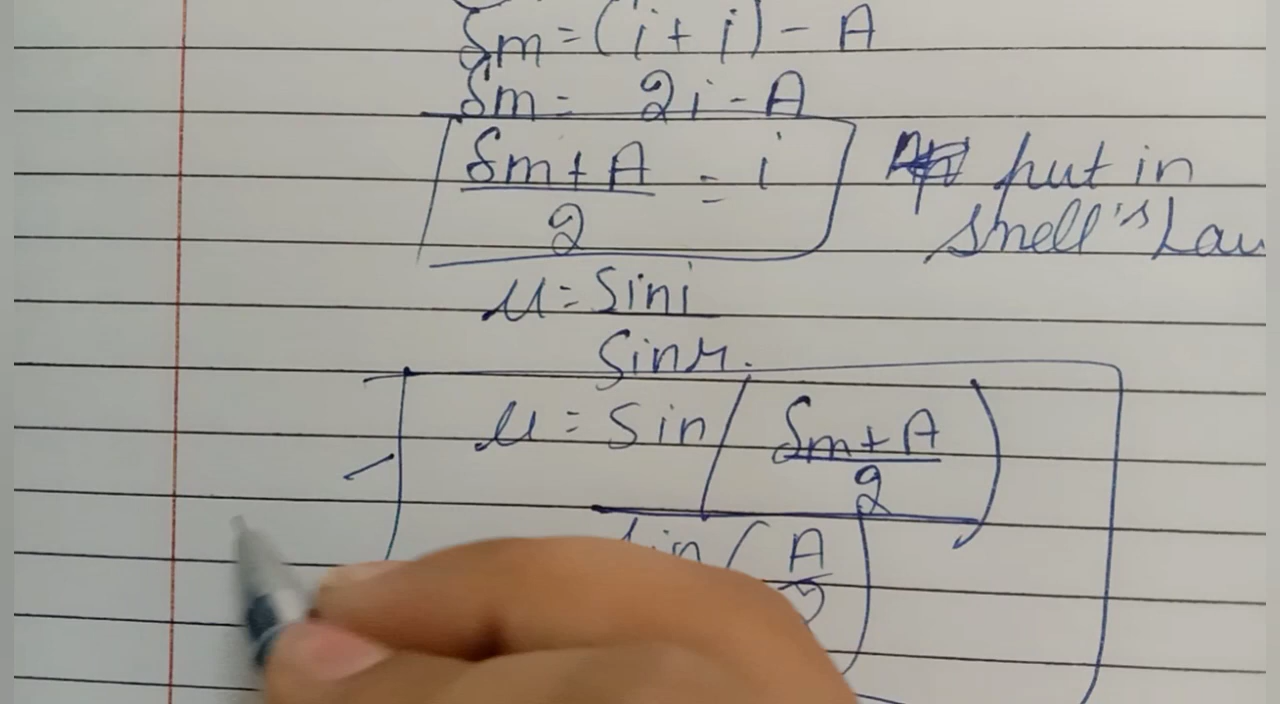 δm = (i + i) - A
δm = 2i - A
δm + A = i put in
2 Snell's Law
μ = Sin i
Sin r.
μ = Sin ( δm + A
2 )
Sin ( A
2 )